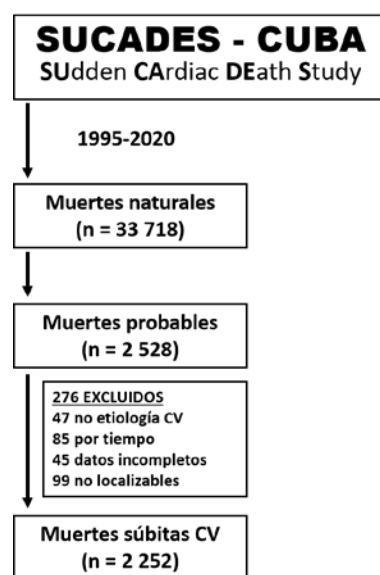 SUCADES - CUBA
SUdden CArdiac DEath Study
1995-2020
Muertes naturales
(n = 33 718)
Muertes probables
(n = 2 528)
276 EXCLUIDOS
47 no etiología CV
85 por tiempo
45 datos incompletos
99 no localizables
Muertes súbitas CV
(n = 2 252)